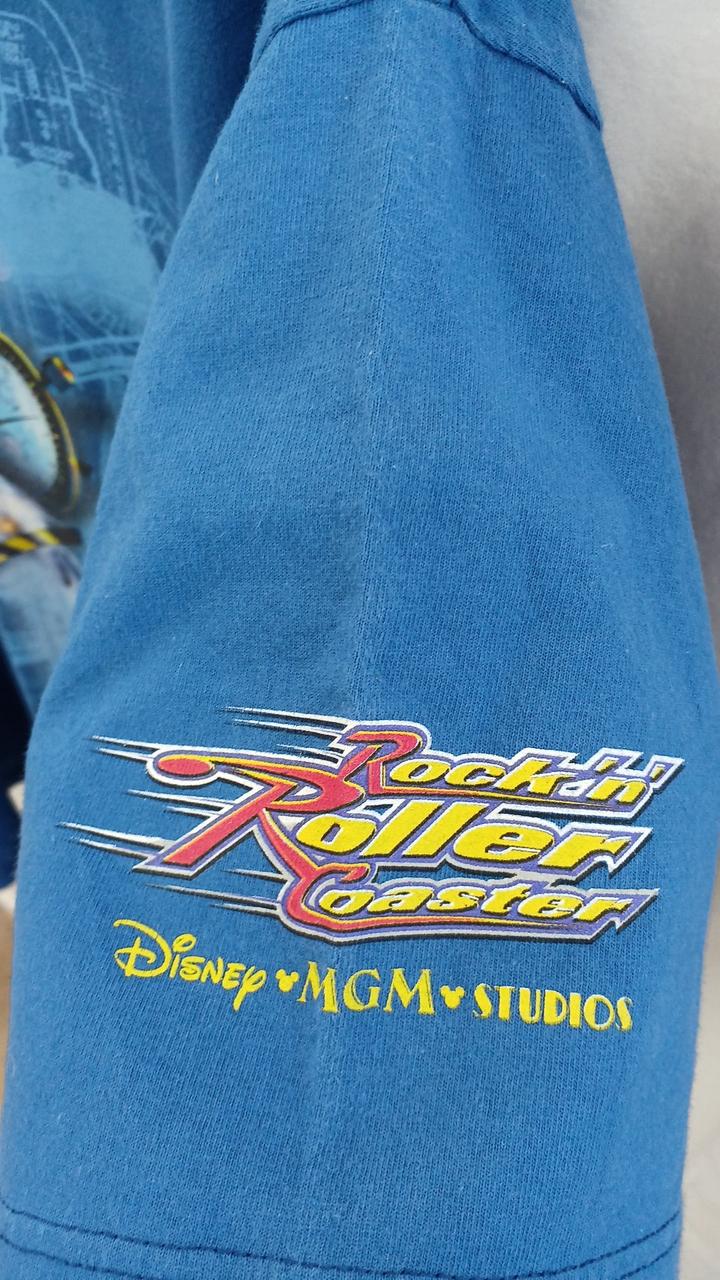 Rock 'n'
Roller
Coaster
Disney MGM STUDIOS